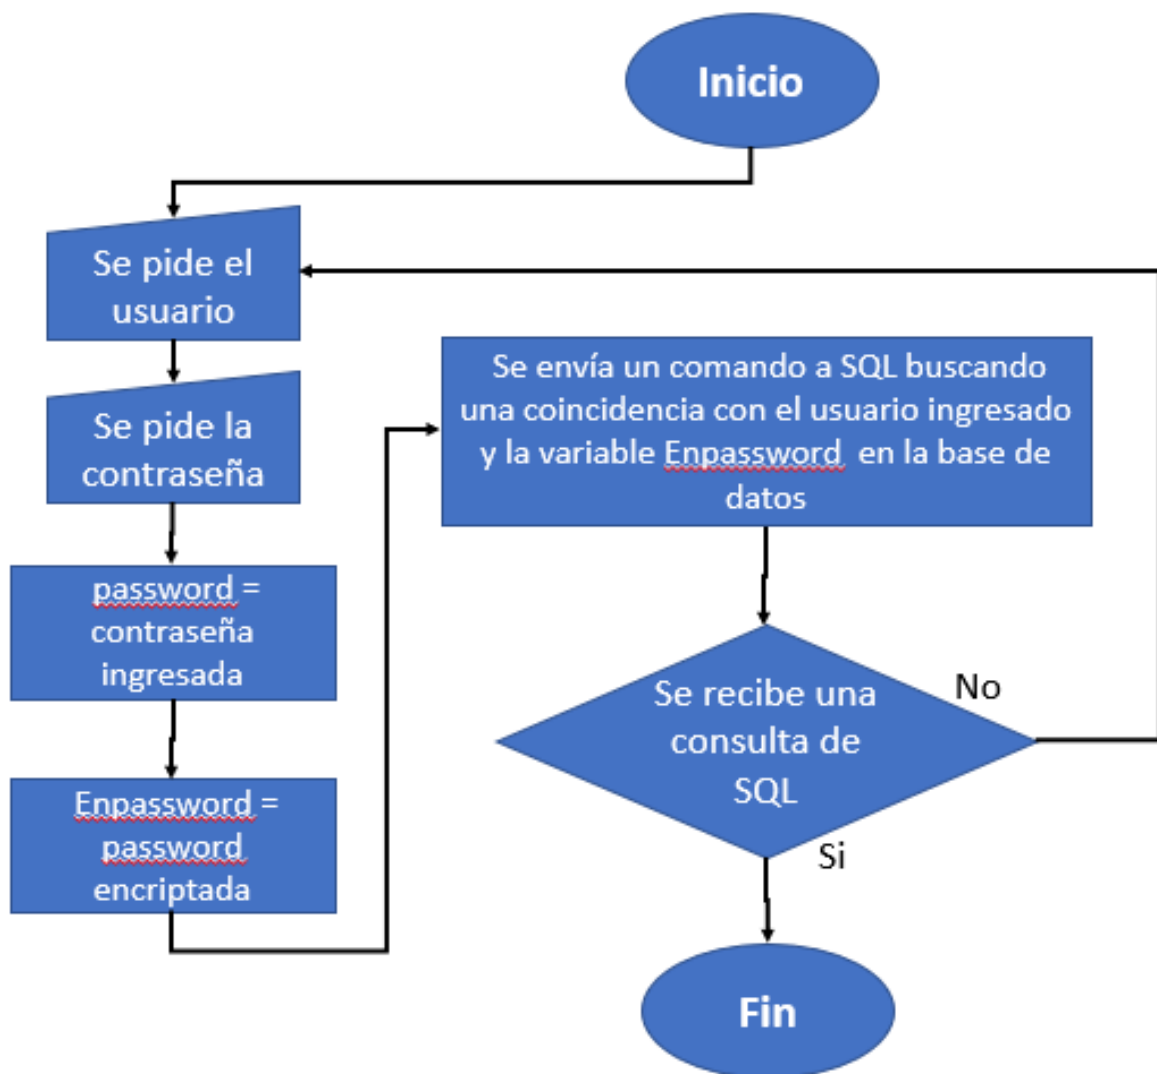 Inicio
Se pide el
usuario
Se pide la
contraseña
password =
contraseña
ingresada
Enpassword =
password
encriptada
Se envía un comando a SQL buscando
una coincidencia con el usuario ingresado
y la variable Enpassword en la base de
datos
Se recibe una
consulta de
SQL
No
Si
Fin